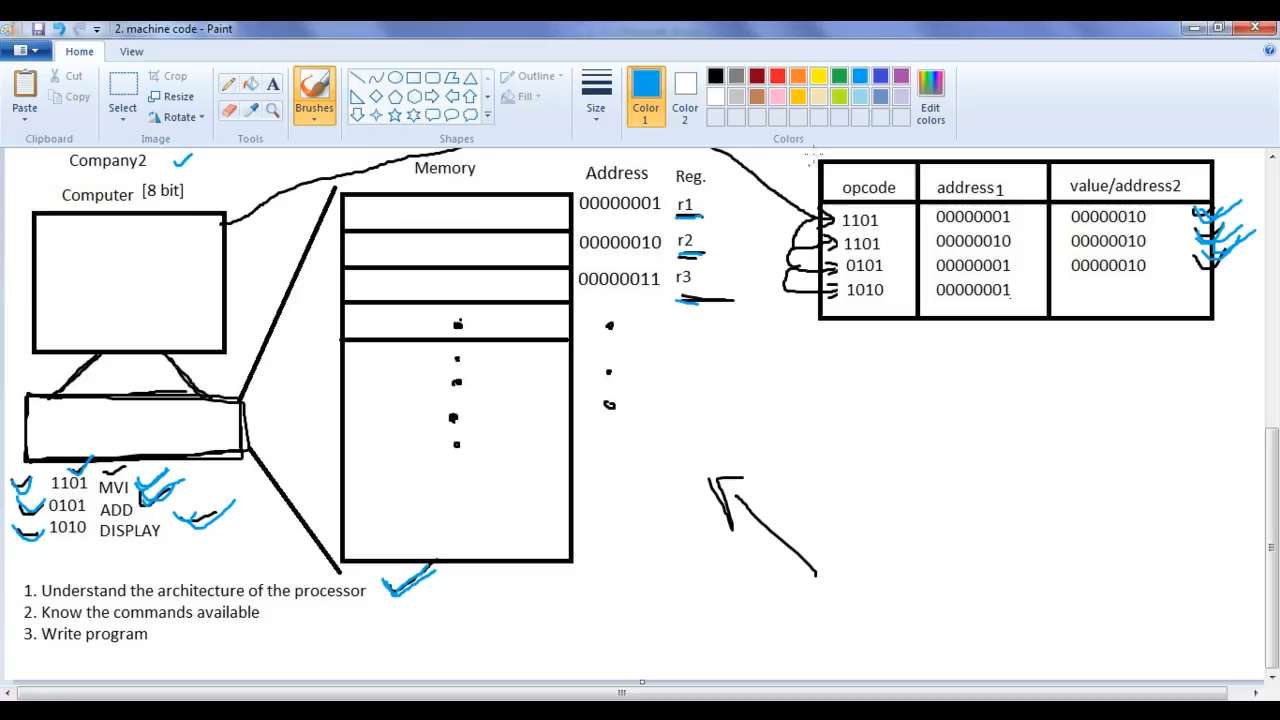 2. machine code - Paint
Home
View
Paste
Cut
Copy
Clipboard
Select
Crop
Resize
Rotate
Image
Tools
Brushes
Outline
Fill
Shapes
Size
Color 1
Color 2
Colors
Edit colors
Company2
Computer [8 bit]
Memory
Address
Reg.
00000001 r1
00000010 r2
00000011 r3
opcode address1 value/address2
1101 00000001 00000010
1101 00000010 00000010
0101 00000001 00000010
1010 00000001
1101 MVI
0101 ADD
1010 DISPLAY
1. Understand the architecture of the processor
2. Know the commands available
3. Write program